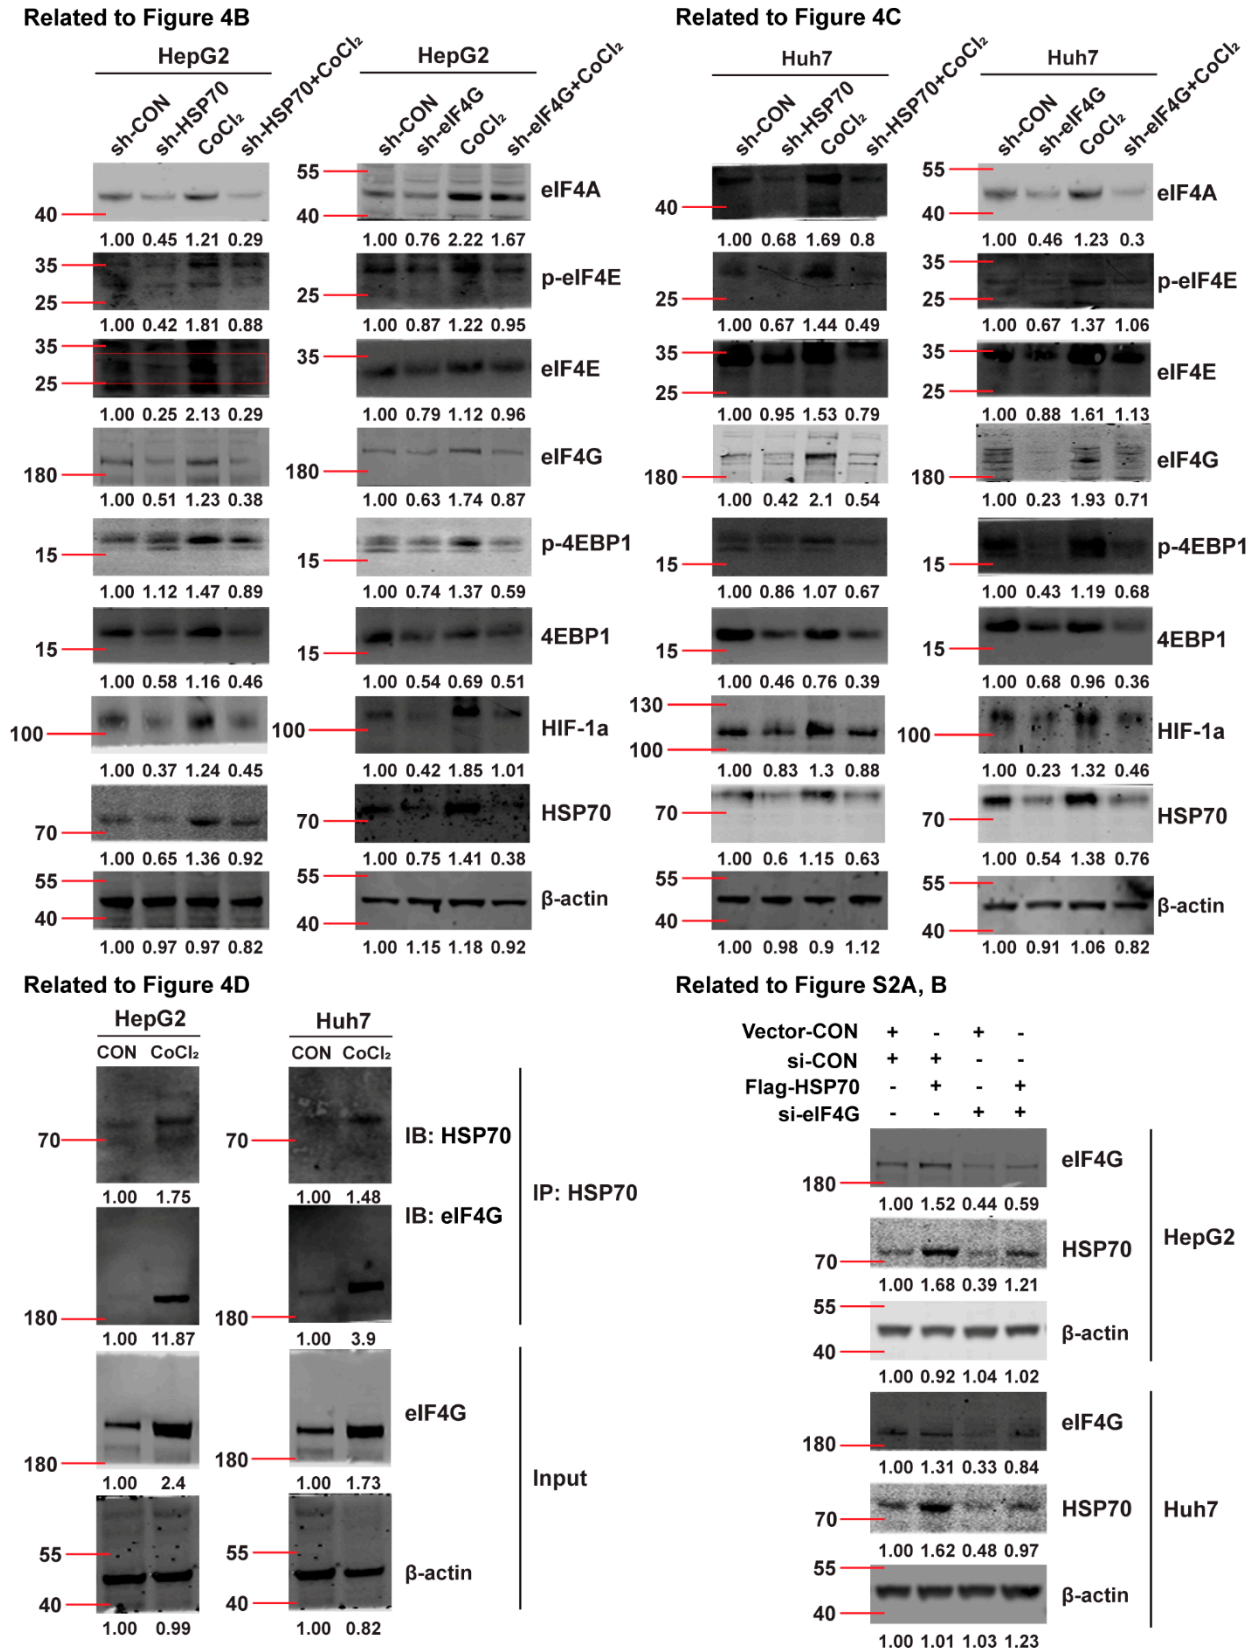 Related to Figure 4B
HepG2
sh-CON sh-HSP70 CoCl₂ sh-HSP70+CoCl₂
HepG2
sh-CON sh-eIF4G CoCl₂ sh-eIF4G+CoCl₂
40
1.00 0.45 1.21 0.29
55
40
eIF4A
1.00 0.76 2.22 1.67
35
25
1.00 0.42 1.81 0.88
25
p-eIF4E
1.00 0.87 1.22 0.95
35
25
1.00 0.25 2.13 0.29
35
eIF4E
1.00 0.79 1.12 0.96
180
1.00 0.51 1.23 0.38
180
eIF4G
1.00 0.63 1.74 0.87
15
1.00 1.12 1.47 0.89
15
p-4EBP1
1.00 0.74 1.37 0.59
15
1.00 0.58 1.16 0.46
15
4EBP1
1.00 0.54 0.69 0.51
100
1.00 0.37 1.24 0.45
100
HIF-1a
1.00 0.42 1.85 1.01
70
1.00 0.65 1.36 0.92
70
HSP70
1.00 0.75 1.41 0.38
55
40
1.00 0.97 0.97 0.82
55
40
β-actin
1.00 1.15 1.18 0.92
Related to Figure 4C
Huh7
sh-CON sh-HSP70 CoCl₂ sh-HSP70+CoCl₂
Huh7
sh-CON sh-eIF4G CoCl₂ sh-eIF4G+CoCl₂
40
1.00 0.68 1.69 0.8
55
40
eIF4A
1.00 0.46 1.23 0.3
25
1.00 0.67 1.44 0.49
35
25
p-eIF4E
1.00 0.67 1.37 1.06
35
25
1.00 0.95 1.53 0.79
35
25
eIF4E
1.00 0.88 1.61 1.13
180
1.00 0.42 2.1 0.54
180
eIF4G
1.00 0.23 1.93 0.71
15
1.00 0.86 1.07 0.67
15
p-4EBP1
1.00 0.43 1.19 0.68
15
1.00 0.46 0.76 0.39
15
4EBP1
1.00 0.68 0.96 0.36
130
100
1.00 0.83 1.3 0.88
100
HIF-1a
1.00 0.23 1.32 0.46
70
1.00 0.6 1.15 0.63
70
HSP70
1.00 0.54 1.38 0.76
55
40
1.00 0.98 0.9 1.12
55
40
β-actin
1.00 0.91 1.06 0.82
Related to Figure 4D
HepG2
CON CoCl₂
Huh7
CON CoCl₂
70
70
IB: HSP70
1.00 1.75
1.00 1.48
IP: HSP70
IB: eIF4G
180
180
1.00 11.87
1.00 3.9
eIF4G
180
180
1.00 2.4
1.00 1.73
Input
55
40
55
40
β-actin
1.00 0.99
1.00 0.82
Related to Figure S2A, B
Vector-CON + - + -
si-CON + + - -
Flag-HSP70 - + - +
si-eIF4G - - + +
180
eIF4G
1.00 1.52 0.44 0.59
70
HSP70
HepG2
1.00 1.68 0.39 1.21
55
40
β-actin
1.00 0.92 1.04 1.02
180
eIF4G
1.00 1.31 0.33 0.84
70
HSP70
Huh7
1.00 1.62 0.48 0.97
55
40
β-actin
1.00 1.01 1.03 1.23